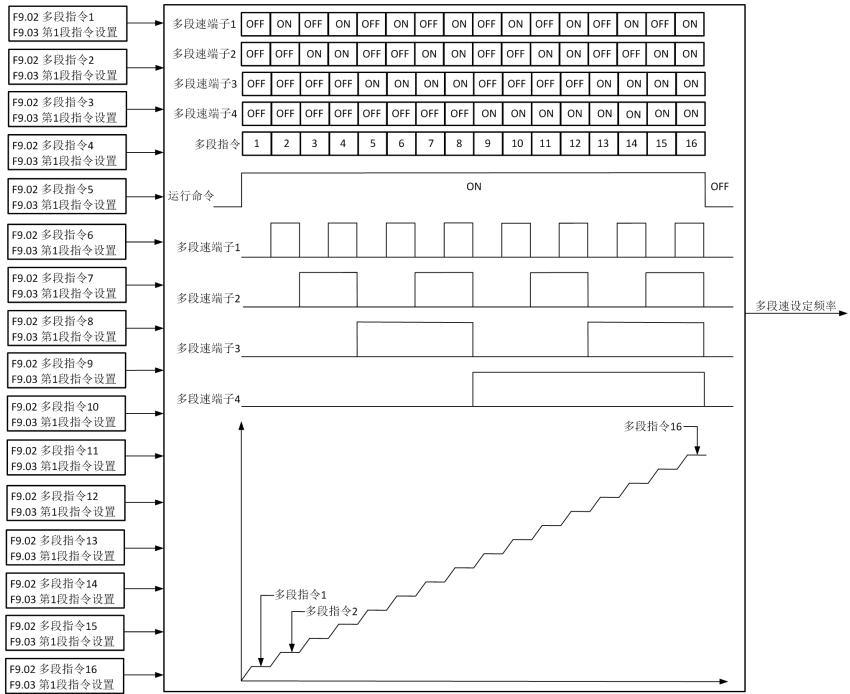 F9.02 多段指令1
F9.03 第1段指令设置
F9.02 多段指令2
F9.03 第1段指令设置
F9.02 多段指令3
F9.03 第1段指令设置
F9.02 多段指令4
F9.03 第1段指令设置
F9.02 多段指令5
F9.03 第1段指令设置
F9.02 多段指令6
F9.03 第1段指令设置
F9.02 多段指令7
F9.03 第1段指令设置
F9.02 多段指令8
F9.03 第1段指令设置
F9.02 多段指令9
F9.03 第1段指令设置
F9.02 多段指令10
F9.03 第1段指令设置
F9.02 多段指令11
F9.03 第1段指令设置
F9.02 多段指令12
F9.03 第1段指令设置
F9.02 多段指令13
F9.03 第1段指令设置
F9.02 多段指令14
F9.03 第1段指令设置
F9.02 多段指令15
F9.03 第1段指令设置
F9.02 多段指令16
F9.03 第1段指令设置
多段速端子1 OFF ON OFF ON OFF ON OFF ON OFF ON OFF ON OFF ON OFF ON
多段速端子2 OFF OFF ON ON OFF OFF ON ON OFF OFF ON ON OFF OFF ON ON
多段速端子3 OFF OFF OFF OFF ON ON ON ON OFF OFF OFF OFF ON ON ON ON
多段速端子4 OFF OFF OFF OFF OFF OFF OFF OFF ON ON ON ON ON ON ON ON
多段指令 1 2 3 4 5 6 7 8 9 10 11 12 13 14 15 16
运行命令 ON OFF
多段速端子1
多段速端子2
多段速端子3
多段速端子4
多段指令16
多段指令1
多段指令2
多段速设定频率